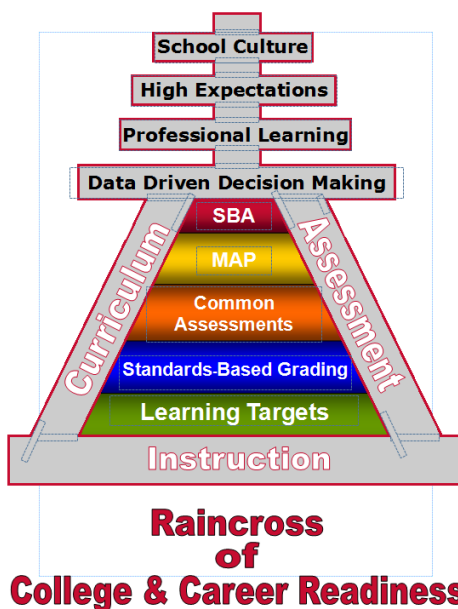 School Culture
High Expectations
Professional Learning
Data Driven Decision Making
Curriculum
Assessment
SBA
MAP
Common
Assessments
Standards-Based Grading
Learning Targets
Instruction
Raincross
of
College & Career Readiness